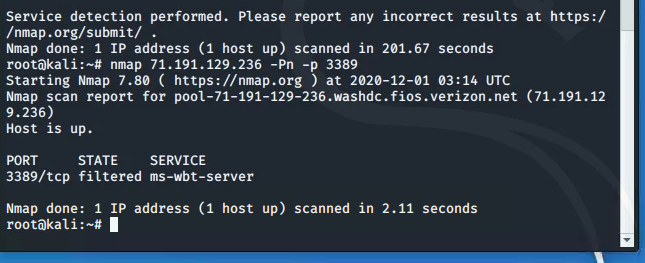 Service detection performed. Please report any incorrect results at https:/
/nmap.org/submit/ .
Nmap done: 1 IP address (1 host up) scanned in 201.67 seconds
root@kali:~# nmap 71.191.129.236 -Pn -p 3389
Starting Nmap 7.80 ( https://nmap.org ) at 2020-12-01 03:14 UTC
Nmap scan report for pool-71-191-129-236.washdc.fios.verizon.net (71.191.12
9.236)
Host is up.
PORT     STATE    SERVICE
3389/tcp filtered ms-wbt-server
Nmap done: 1 IP address (1 host up) scanned in 2.11 seconds
root@kali:~#